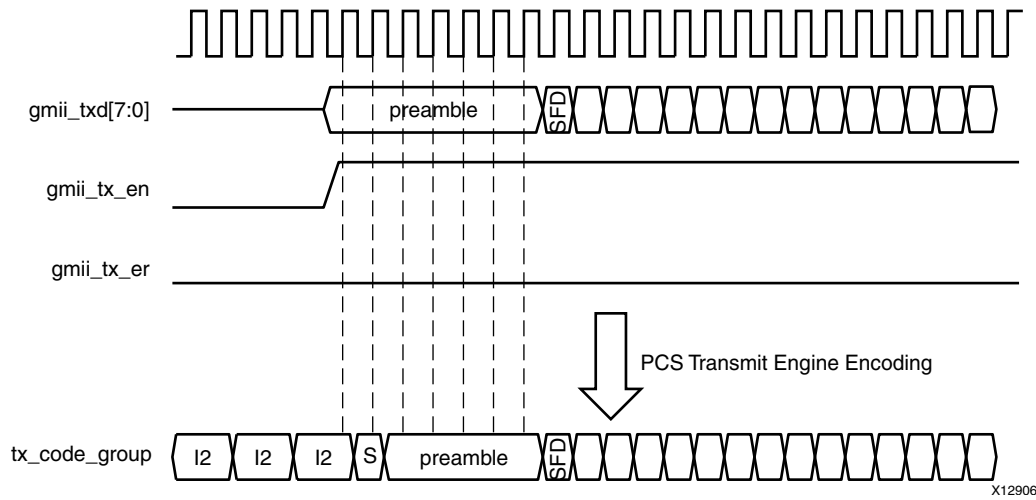 gmii_txd[7:0]
preamble
SFD
gmii_tx_en
gmii_tx_er
PCS Transmit Engine Encoding
tx_code_group
I2
I2
I2
S
preamble
SFD
X12906